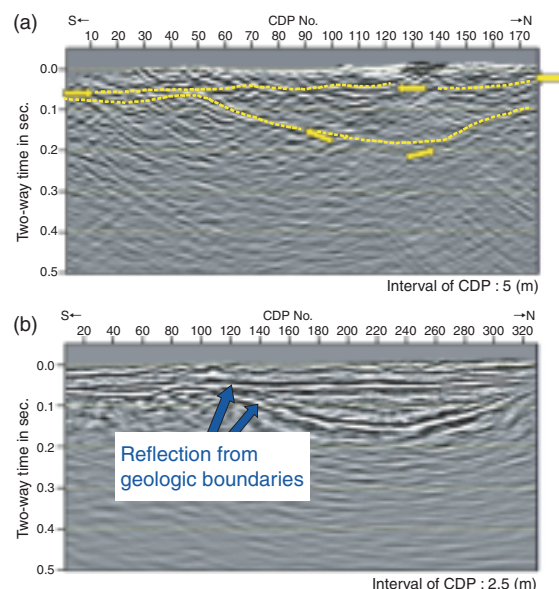 (a)
S← CDP No. →N
10 20 30 40 50 60 70 80 90 100 110 120 130 140 150 160 170
Two-way time in sec.
0.0
0.1
0.2
0.3
0.4
0.5
Interval of CDP : 5 (m)
(b)
S← CDP No. →N
20 40 60 80 100 120 140 160 180 200 220 240 260 280 300 320
Two-way time in sec.
0.0
0.1
0.2
0.3
0.4
0.5
Reflection from
geologic boundaries
Interval of CDP : 2.5 (m)